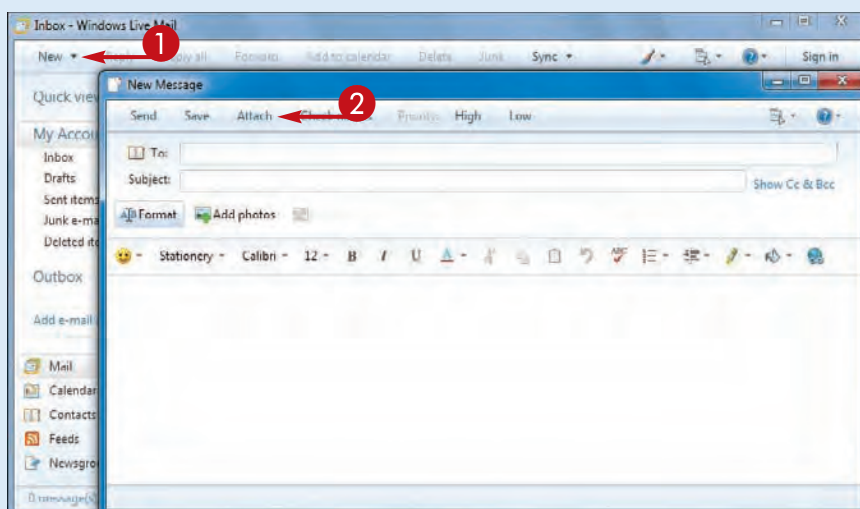 Inbox - Windows Live Mail
1
New Reply Reply all Forward Add to calendar Delete Junk Sync Sign in
Quick view
My Accou
Inbox
Drafts
Sent items
Junk e-ma
Deleted ite
Outbox
Add e-mail
Mail
Calendar
Contacts
Feeds
Newsgro
0 message(s)
New Message
2
Send Save Attach Priority: High Low
To:
Subject:
Show Cc & Bcc
Format Add photos
Stationery Calibri 12 B I U A ABC